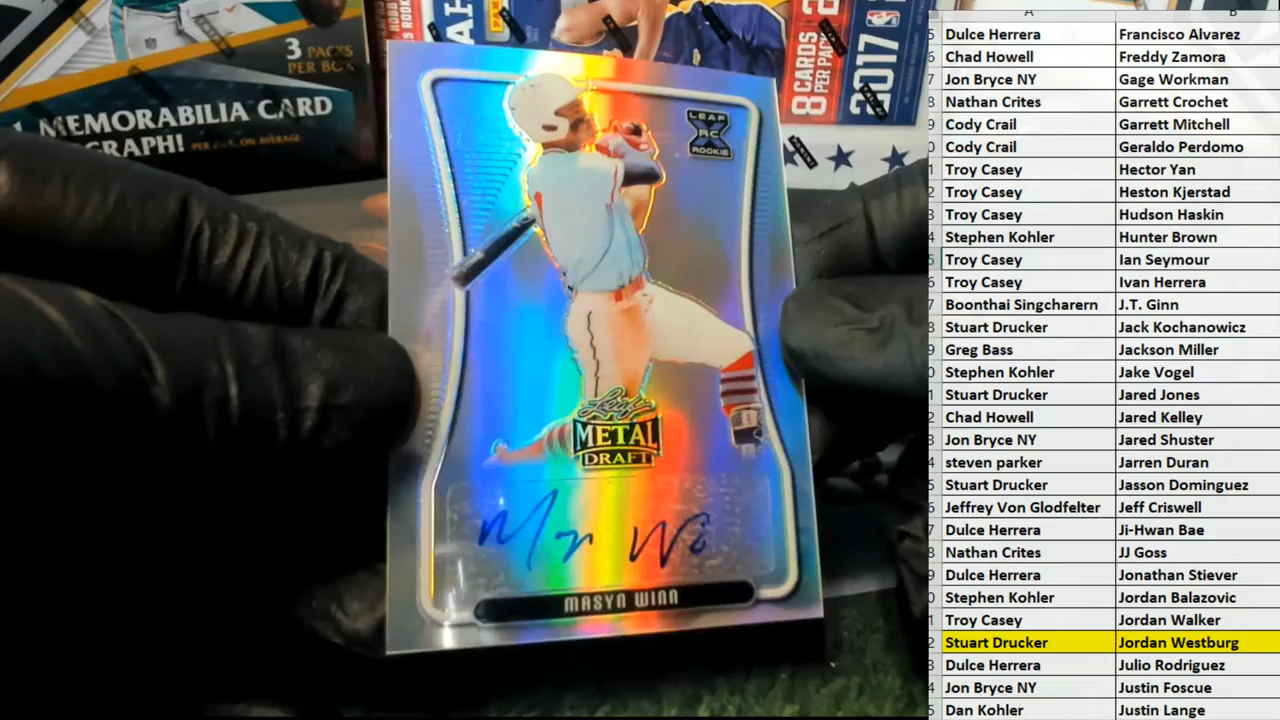 3 PACKS
PER BOX
MEMORABILIA CARD
GRAPH! PER BOX, ON AVERAGE
PANINI
8 CARDS
PER PACK
2017
NBA
LEAF
RC
ROOKIE
Leaf
METAL
DRAFT
MASYN WINN
A B
Dulce Herrera Francisco Alvarez
Chad Howell Freddy Zamora
Jon Bryce NY Gage Workman
Nathan Crites Garrett Crochet
Cody Crail Garrett Mitchell
Cody Crail Geraldo Perdomo
Troy Casey Hector Yan
Troy Casey Heston Kjerstad
Troy Casey Hudson Haskin
Stephen Kohler Hunter Brown
Troy Casey Ian Seymour
Troy Casey Ivan Herrera
Boonthai Singcharern J.T. Ginn
Stuart Drucker Jack Kochanowicz
Greg Bass Jackson Miller
Stephen Kohler Jake Vogel
Stuart Drucker Jared Jones
Chad Howell Jared Kelley
Jon Bryce NY Jared Shuster
steven parker Jarren Duran
Stuart Drucker Jasson Dominguez
Jeffrey Von Glodfelter Jeff Criswell
Dulce Herrera Ji-Hwan Bae
Nathan Crites JJ Goss
Dulce Herrera Jonathan Stiever
Stephen Kohler Jordan Balazovic
Troy Casey Jordan Walker
Stuart Drucker Jordan Westburg
Dulce Herrera Julio Rodriguez
Jon Bryce NY Justin Foscue
Dan Kohler Justin Lange